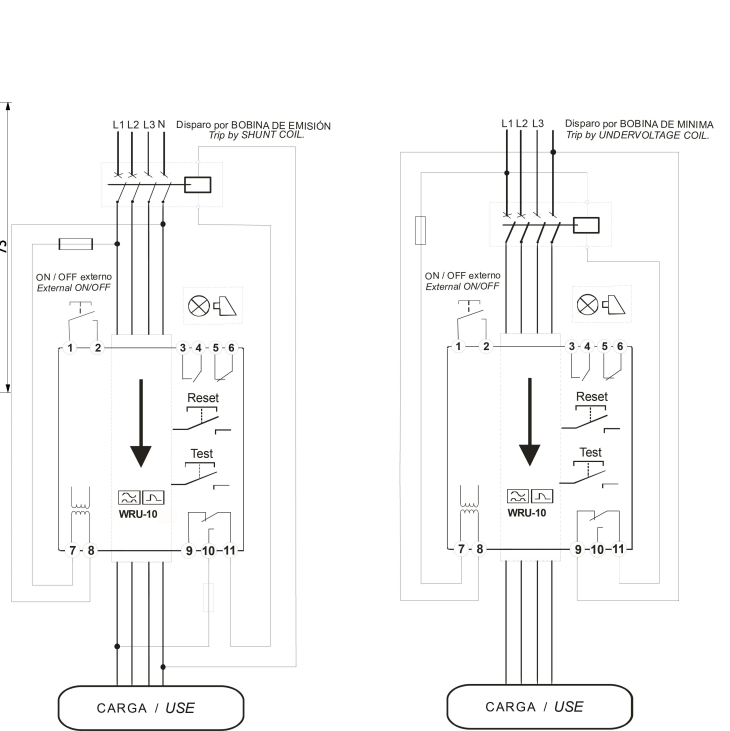 L1 L2 L3 N
Disparo por BOBINA DE EMISIÓN
Trip by SHUNT COIL.
ON / OFF externo
External ON/OFF
1 2 3 4 5 6
Reset
Test
WRU-10
7 - 8 9 - 10 - 11
CARGA / USE
L1 L2 L3
Disparo por BOBINA DE MINIMA
Trip by UNDERVOLTAGE COIL.
ON / OFF externo
External ON/OFF
1 2 3 4 5 6
Reset
Test
WRU-10
7 - 8 9 - 10 - 11
CARGA / USE